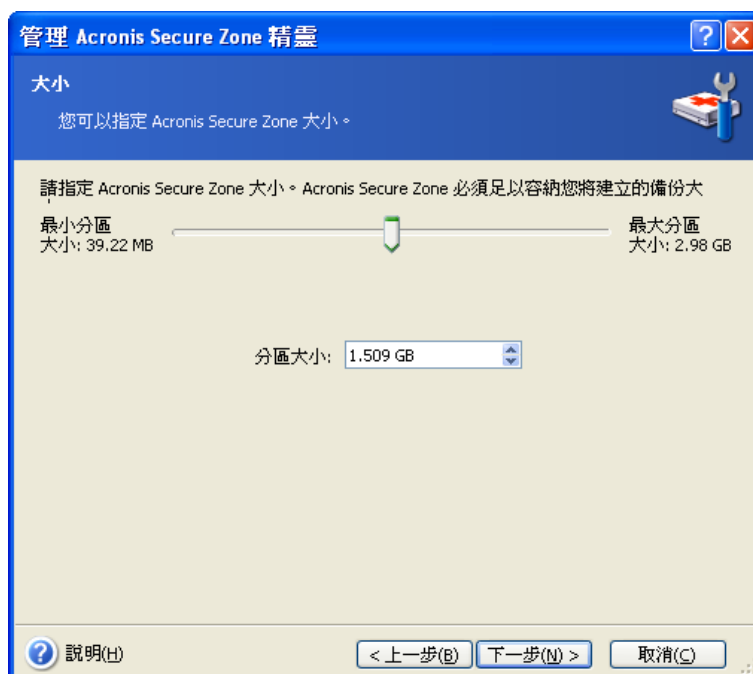 管理 Acronis Secure Zone 精靈
大小
您可以指定 Acronis Secure Zone 大小。
請指定 Acronis Secure Zone 大小。Acronis Secure Zone 必須足以容納您將建立的備份大
最小分區
大小: 39.22 MB
最大分區
大小: 2.98 GB
分區大小: 1.509 GB
說明(H)
< 上一步(B) 下一步(N) > 取消(C)